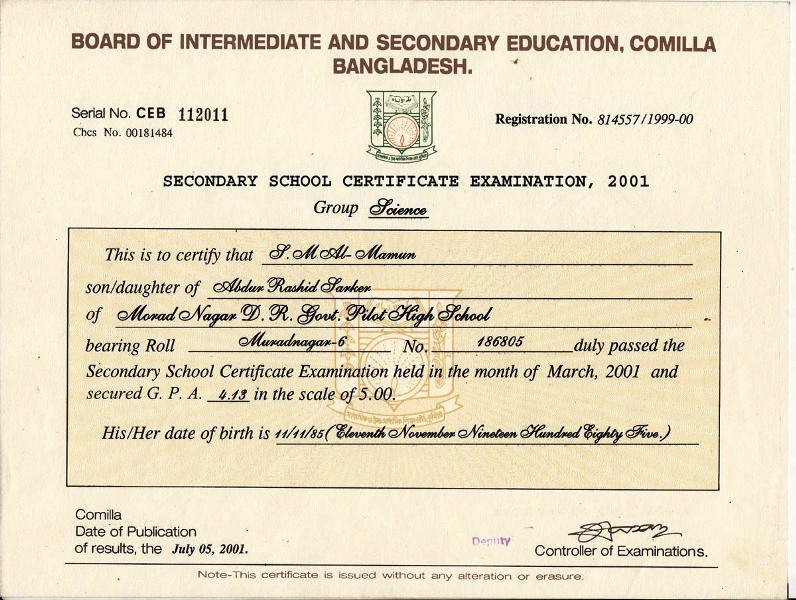 BOARD OF INTERMEDIATE AND SECONDARY EDUCATION, COMILLA
BANGLADESH.
Serial No. CEB 112011
Registration No. 814557/1999-00
Cbcs No. 00181484
SECONDARY SCHOOL CERTIFICATE EXAMINATION, 2001
Group Science
This is to certify that S. M Al- Mamun
son/daughter of Abdur Rashid Sarker
of Morad Nagar D. R. Govt. Pilot High School
bearing Roll Muradnagar-6 No. 186805 duly passed the
Secondary School Certificate Examination held in the month of March, 2001 and
secured G. P. A. 4.13 in the scale of 5.00.
His/Her date of birth is 11/11/85(Eleventh November Nineteen Hundred Eighty Five.)
Comilla
Date of Publication
of results, the July 05, 2001.
Deputy
Controller of Examinations.
Note-This certificate is issued without any alteration or erasure.